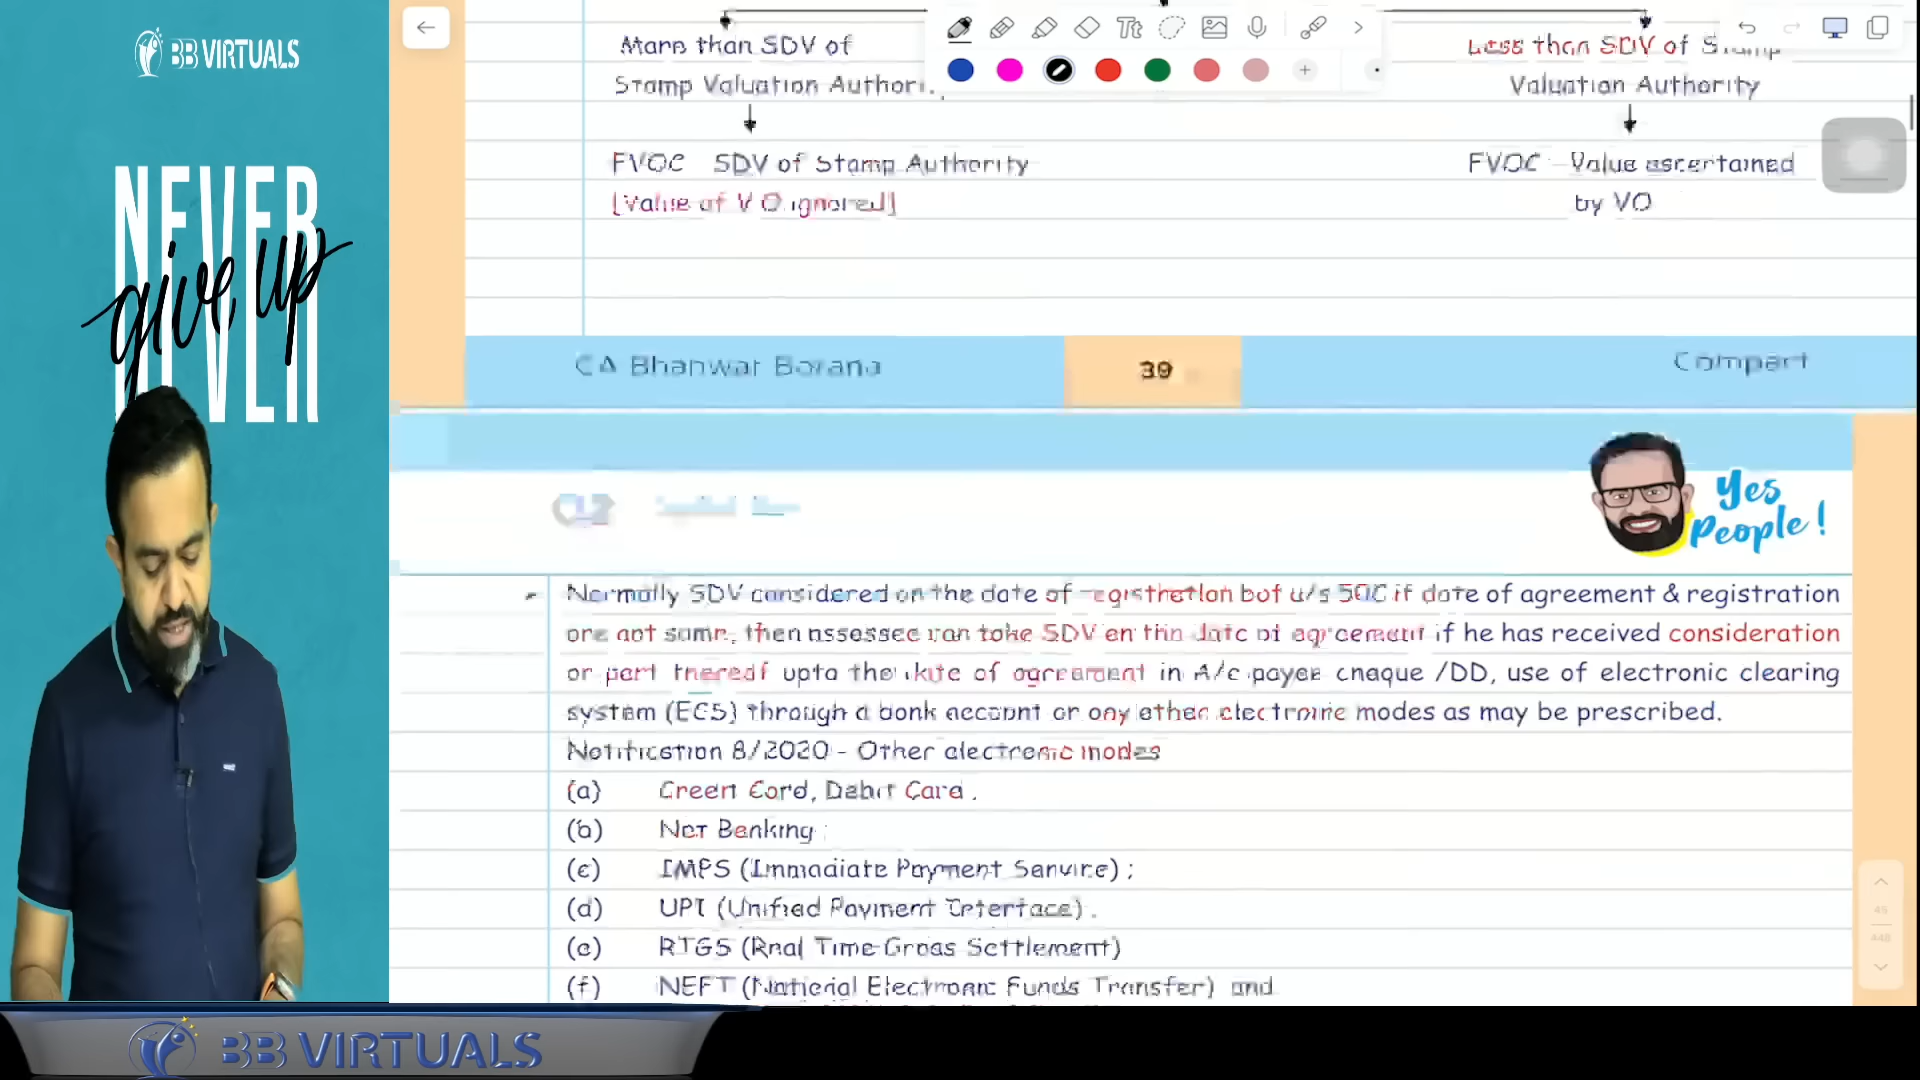 BB VIRTUALS
NEVER
give up
NEVER
More than SDV of
Stamp Valuation Authori
Less than SDV of Stamp
Valuation Authority
FVOC SDV of Stamp Authority
FVOC Value ascertained
[Value of V.O ignored]
by VO
CA Bhanwar Borana
39
Compact
Yes
People !
Normally SDV considered on the date of registration but u/s 50C if date of agreement & registration
are not same, then assessee can take SDV on the date of agreement if he has received consideration
or part thereof upto the date of agreement in A/c payee cheque /DD, use of electronic clearing
system (ECS) through a bank account or any other electronic modes as may be prescribed.
Notification 8/2020 - Other electronic modes
(a) Credit Card, Debit Card
(b) Net Banking ;
(c) IMPS (Immediate Payment Service) ;
(d) UPI (Unified Payment Interface)
(e) RTGS (Real Time Gross Settlement)
(f) NEFT (National Electronic Funds Transfer) and
Tt
49
448
BB VIRTUALS